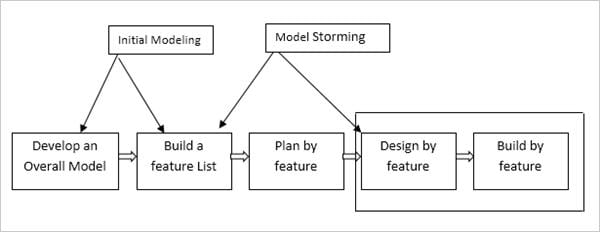 Initial Modeling
Model Storming
Develop an
Overall Model
Build a
feature List
Plan by
feature
Design by
feature
Build by
feature